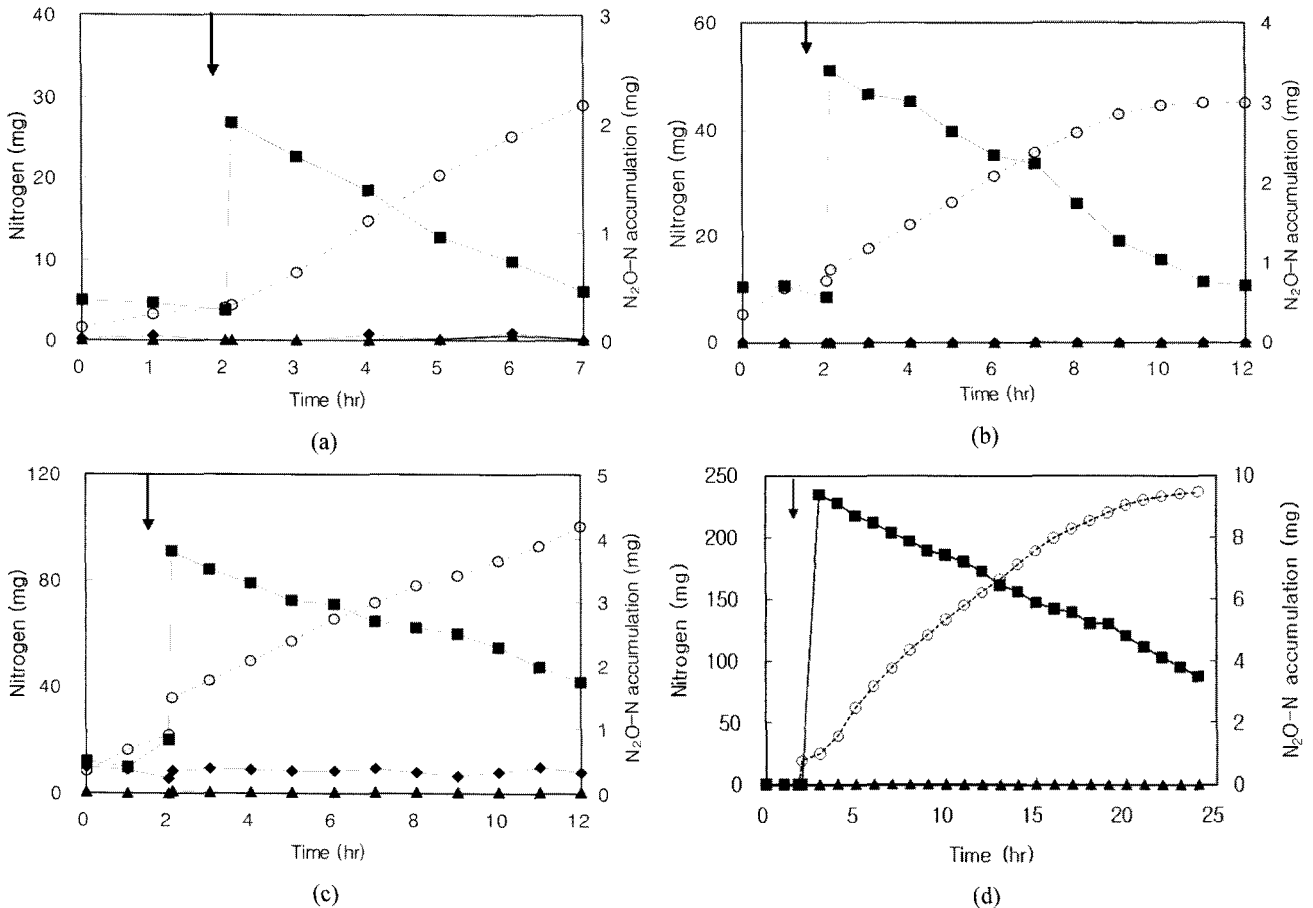 40
30
20
10
0
Nitrogen (mg)
3
2
1
0
N₂O-N accumulation (mg)
0 1 2 3 4 5 6 7
Time (hr)
(a)
60
40
20
0
Nitrogen (mg)
4
3
2
1
0
N₂O-N accumulation (mg)
0 2 4 6 8 10 12
Time (hr)
(b)
120
80
40
0
Nitrogen (mg)
5
4
3
2
1
0
N₂O-N accumulation (mg)
0 2 4 6 8 10 12
Time (hr)
(c)
250
200
150
100
50
0
Nitrogen (mg)
10
8
6
4
2
0
N₂O-N accumulation (mg)
0 5 10 15 20 25
Time (hr)
(d)